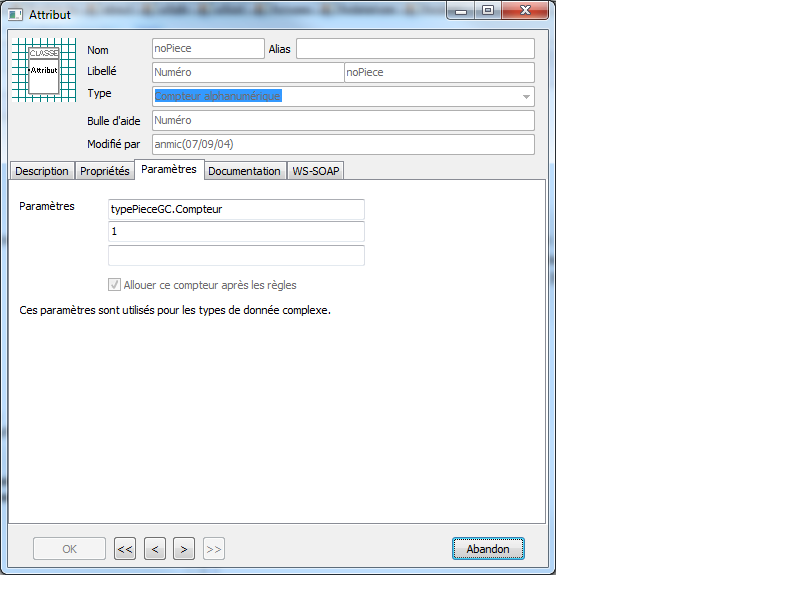 Attribut
CLASSE
Attribut
Nom noPiece Alias
Libellé Numéro noPiece
Type Compteur alphanumérique
Bulle d'aide Numéro
Modifié par anmic(07/09/04)
Description Propriétés Paramètres Documentation WS-SOAP
Paramètres typePieceGC.Compteur
1
Allouer ce compteur après les règles
Ces paramètres sont utilisés pour les types de donnée complexe.
OK << < > >> Abandon